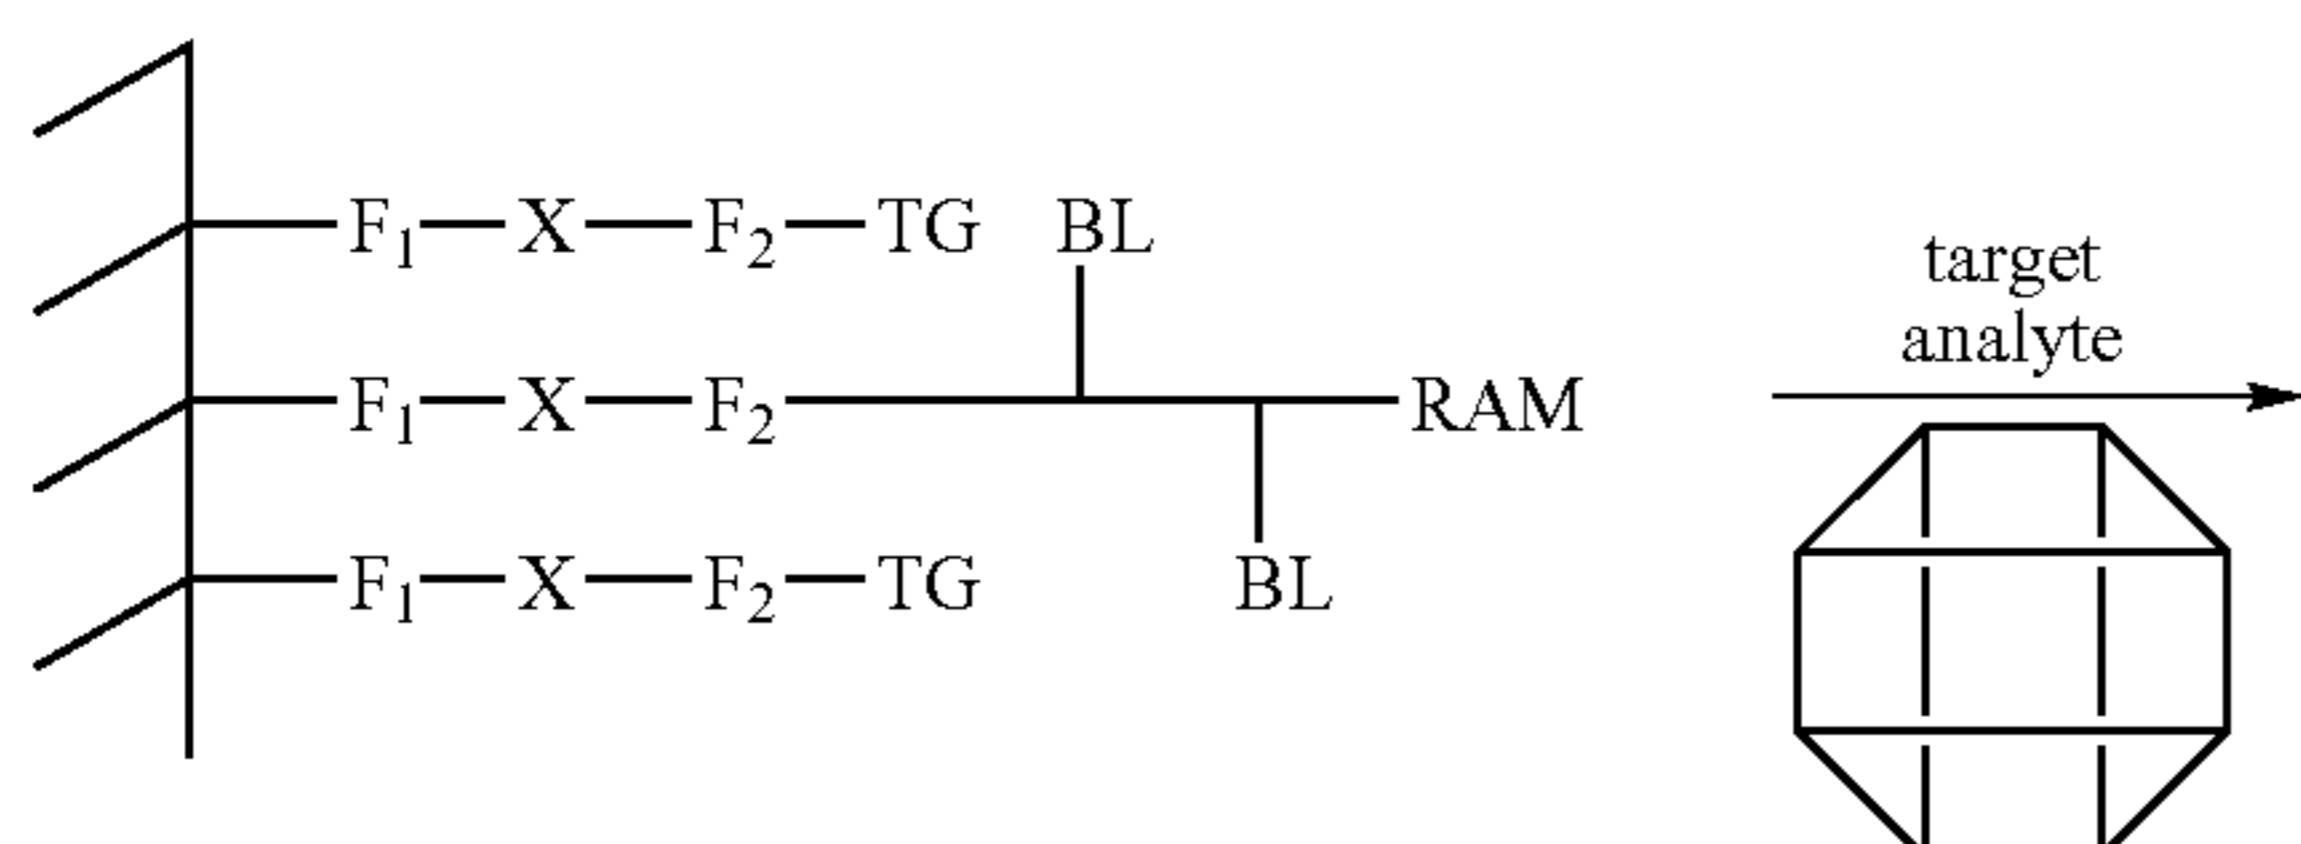 F₁—X—F₂—TG BL
target
analyte
F₁—X—F₂ RAM
F₁—X—F₂—TG BL